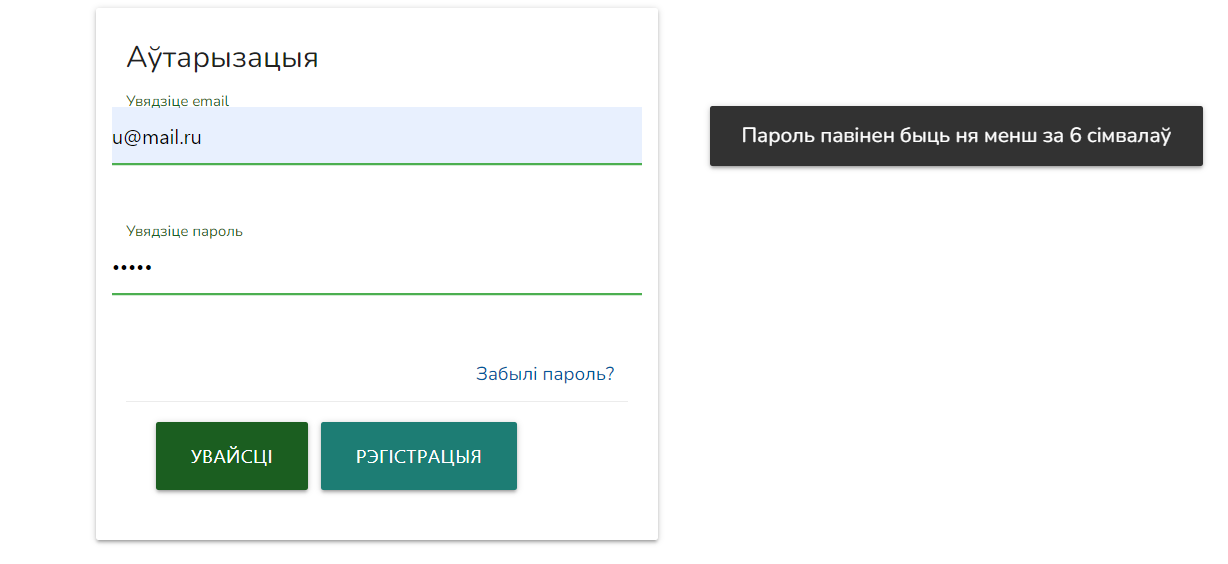 Аўтарызацыя
Увядзіце email
u@mail.ru
Пароль павінен быць ня менш за 6 сімвалаў
Увядзіце пароль
•••••
Забылі пароль?
УВАЙСЦІ
РЭГІСТРАЦЫЯ